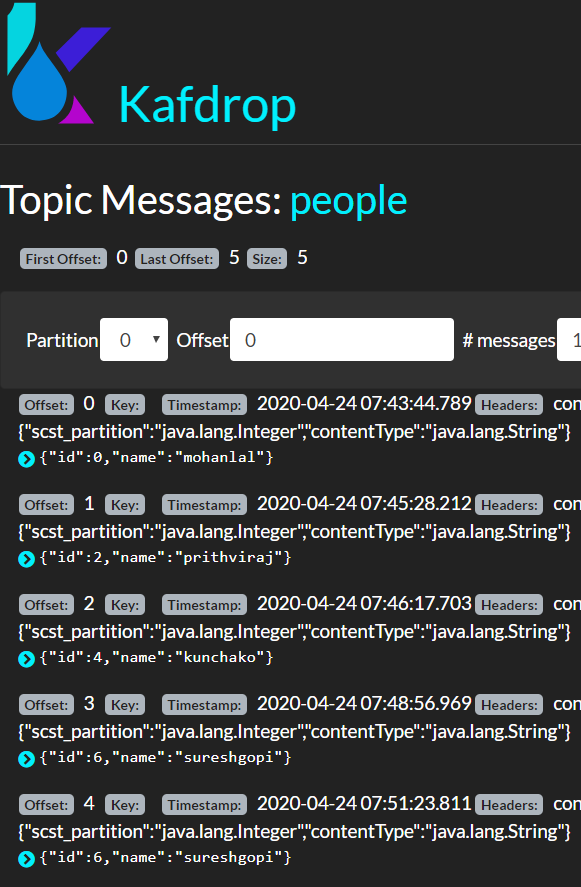 Kafdrop
Topic Messages: people
First Offset: 0 Last Offset: 5 Size: 5
Partition 0 Offset 0 # messages 1
Offset: 0 Key: Timestamp: 2020-04-24 07:43:44.789 Headers: con
{"scst_partition":"java.lang.Integer","contentType":"java.lang.String"}
{"id":0,"name":"mohanlal"}
Offset: 1 Key: Timestamp: 2020-04-24 07:45:28.212 Headers: con
{"scst_partition":"java.lang.Integer","contentType":"java.lang.String"}
{"id":2,"name":"prithviraj"}
Offset: 2 Key: Timestamp: 2020-04-24 07:46:17.703 Headers: con
{"scst_partition":"java.lang.Integer","contentType":"java.lang.String"}
{"id":4,"name":"kunchako"}
Offset: 3 Key: Timestamp: 2020-04-24 07:48:56.969 Headers: con
{"scst_partition":"java.lang.Integer","contentType":"java.lang.String"}
{"id":6,"name":"sureshgopi"}
Offset: 4 Key: Timestamp: 2020-04-24 07:51:23.811 Headers: con
{"scst_partition":"java.lang.Integer","contentType":"java.lang.String"}
{"id":6,"name":"sureshgopi"}